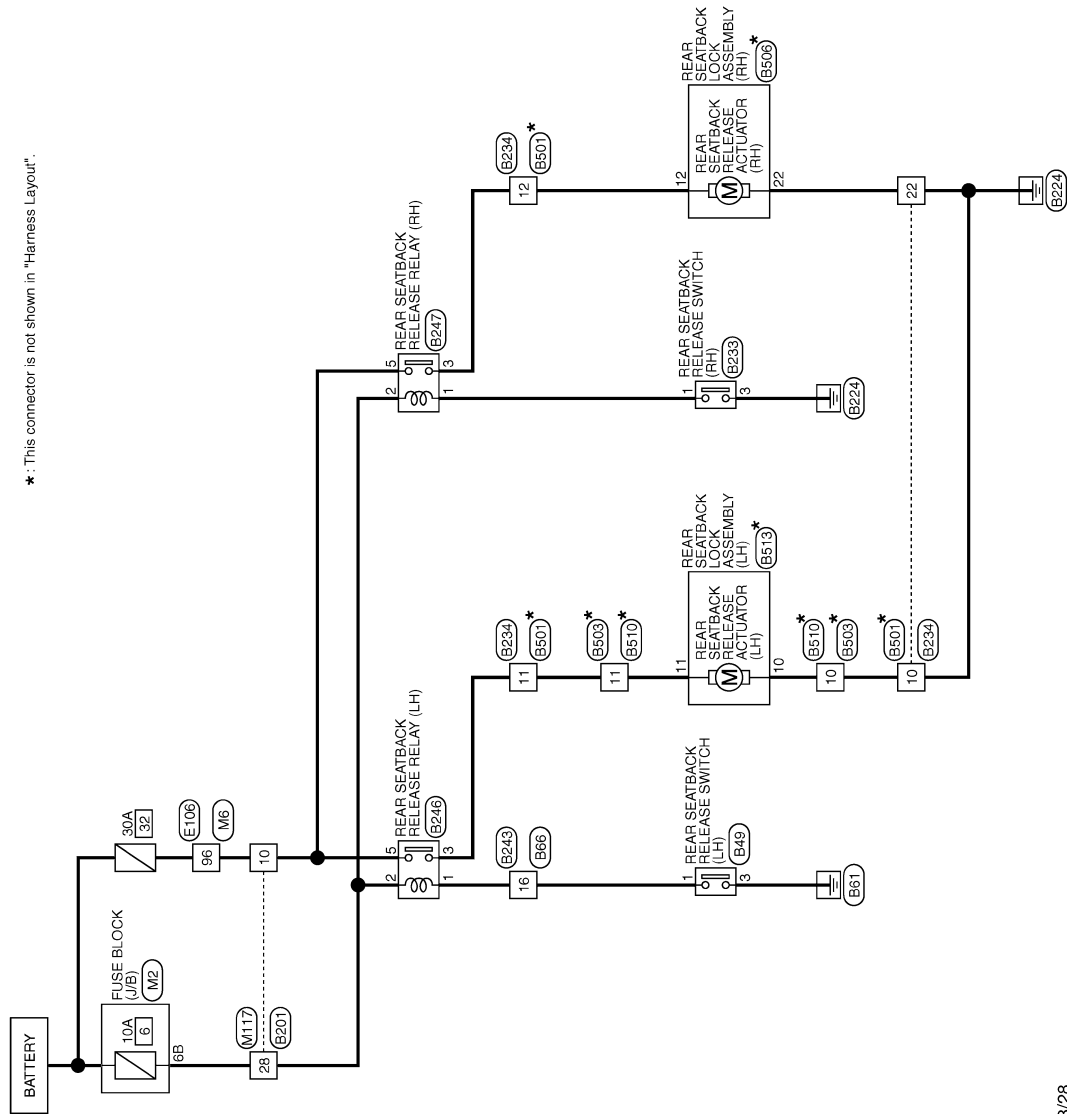 * : This connector is not shown in "Harness Layout".
BATTERY
FUSE BLOCK
(J/B)
M2
10A
6
6B
30A
32
E106
96
M6
M117
28
B201
10
REAR SEATBACK
RELEASE RELAY (LH)
B246
2
5
1
3
REAR SEATBACK
RELEASE RELAY (RH)
B247
2
5
1
3
B243
16
B66
B234
11
B501 *
B503 *
11
B510 *
B234
12
B501 *
REAR SEATBACK
RELEASE SWITCH
(LH)
B49
1
3
B61
REAR
SEATBACK
LOCK
ASSEMBLY
(LH)
B513 *
11
REAR
SEATBACK
RELEASE
ACTUATOR
(LH)
M
10
REAR SEATBACK
RELEASE SWITCH
(RH)
B233
1
3
B224
REAR
SEATBACK
LOCK
ASSEMBLY
(RH)
B506 *
12
REAR
SEATBACK
RELEASE
ACTUATOR
(RH)
M
22
B510 *
10
B503 *
B501 *
10
B234
22
B224